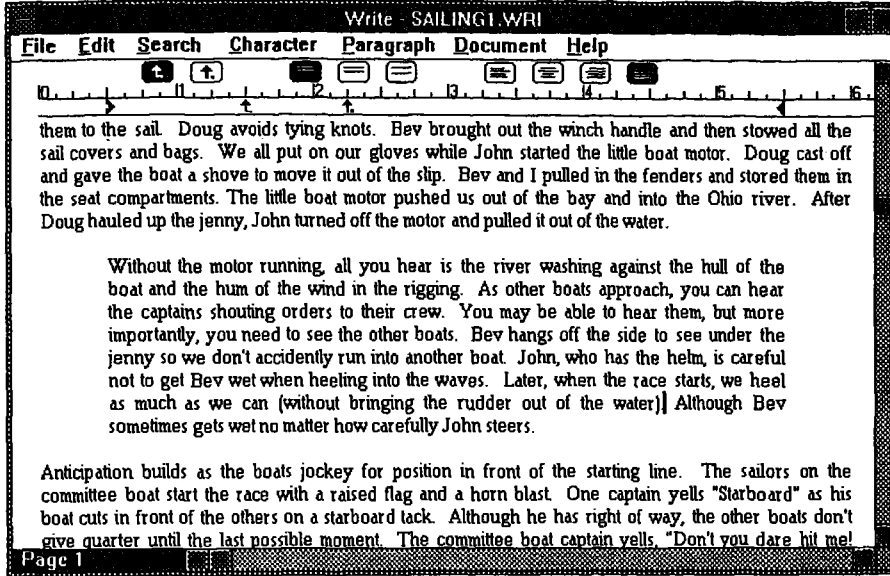 Write - SAILING1.WRI
File Edit Search Character Paragraph Document Help
0 1 2 3 4 5 6
them to the sail. Doug avoids tying knots. Bev brought out the winch handle and then stowed all the
sail covers and bags. We all put on our gloves while John started the little boat motor. Doug cast off
and gave the boat a shove to move it out of the slip. Bev and I pulled in the fenders and stored them in
the seat compartments. The little boat motor pushed us out of the bay and into the Ohio river. After
Doug hauled up the jenny, John turned off the motor and pulled it out of the water.
Without the motor running, all you hear is the river washing against the hull of the
boat and the hum of the wind in the rigging. As other boats approach, you can hear
the captains shouting orders to their crew. You may be able to hear them, but more
importantly, you need to see the other boats. Bev hangs off the side to see under the
jenny so we don't accidently run into another boat. John, who has the helm, is careful
not to get Bev wet when heeling into the waves. Later, when the race starts, we heel
as much as we can (without bringing the rudder out of the water) Although Bev
sometimes gets wet no matter how carefully John steers.
Anticipation builds as the boats jockey for position in front of the starting line. The sailors on the
committee boat start the race with a raised flag and a horn blast. One captain yells "Starboard" as his
boat cuts in front of the others on a starboard tack. Although he has right of way, the other boats don't
give quarter until the last possible moment. The committee boat captain yells, "Don't you dare hit me!
Page 1